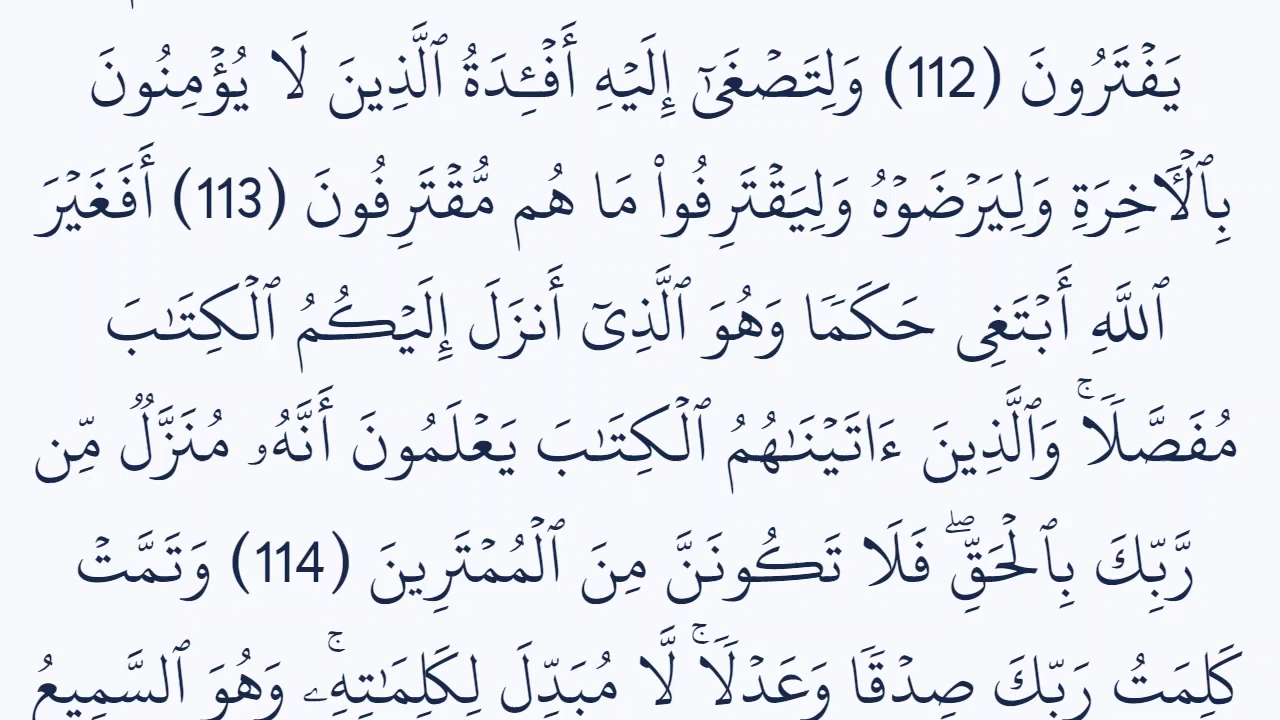 يَفْتَرُونَ (112) وَلِتَصْغَىٰٓ إِلَيْهِ أَفْـِٔدَةُ ٱلَّذِينَ لَا يُؤْمِنُونَ
بِٱلْـَٔاخِرَةِ وَلِيَرْضَوْهُ وَلِيَقْتَرِفُوا۟ مَا هُم مُّقْتَرِفُونَ (113) أَفَغَيْرَ
ٱللَّهِ أَبْتَغِى حَكَمًا وَهُوَ ٱلَّذِىٓ أَنزَلَ إِلَيْكُمُ ٱلْكِتَـٰبَ
مُفَصَّلًا ۚ وَٱلَّذِينَ ءَاتَيْنَـٰهُمُ ٱلْكِتَـٰبَ يَعْلَمُونَ أَنَّهُۥ مُنَزَّلٌ مِّن
رَّبِّكَ بِٱلْحَقِّ ۖ فَلَا تَكُونَنَّ مِنَ ٱلْمُمْتَرِينَ (114) وَتَمَّتْ
كَلِمَتُ رَبِّكَ صِدْقًا وَعَدْلًا ۚ لَّا مُبَدِّلَ لِكَلِمَـٰتِهِۦ ۚ وَهُوَ ٱلسَّمِيعُ